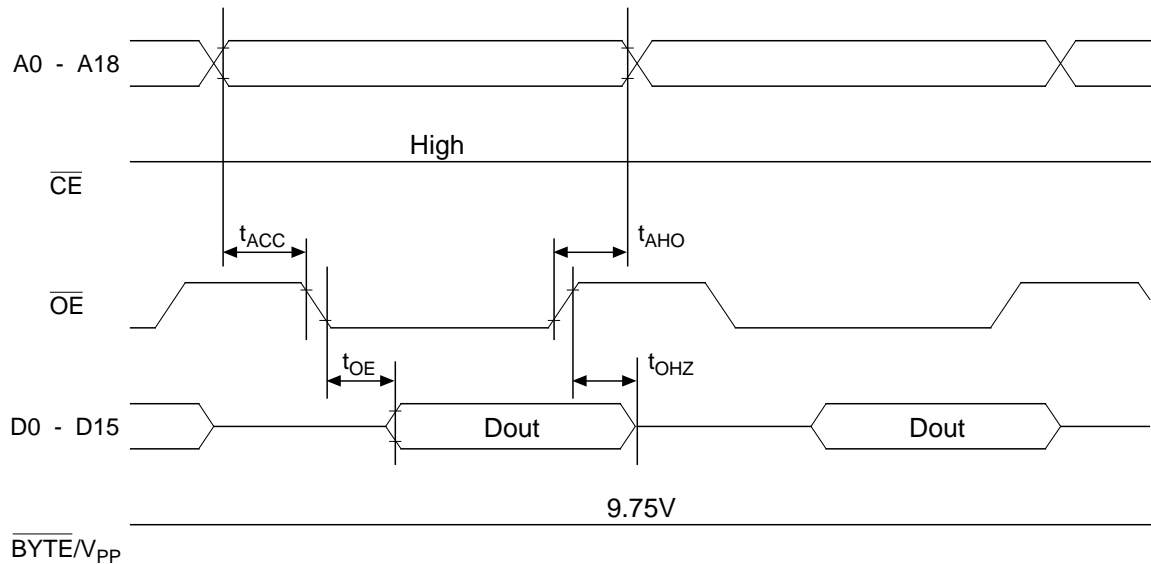 A0 - A18
High
CE
tACC
tAHO
OE
tOE
tOHZ
D0 - D15
Dout
Dout
9.75V
BYTE/VPP